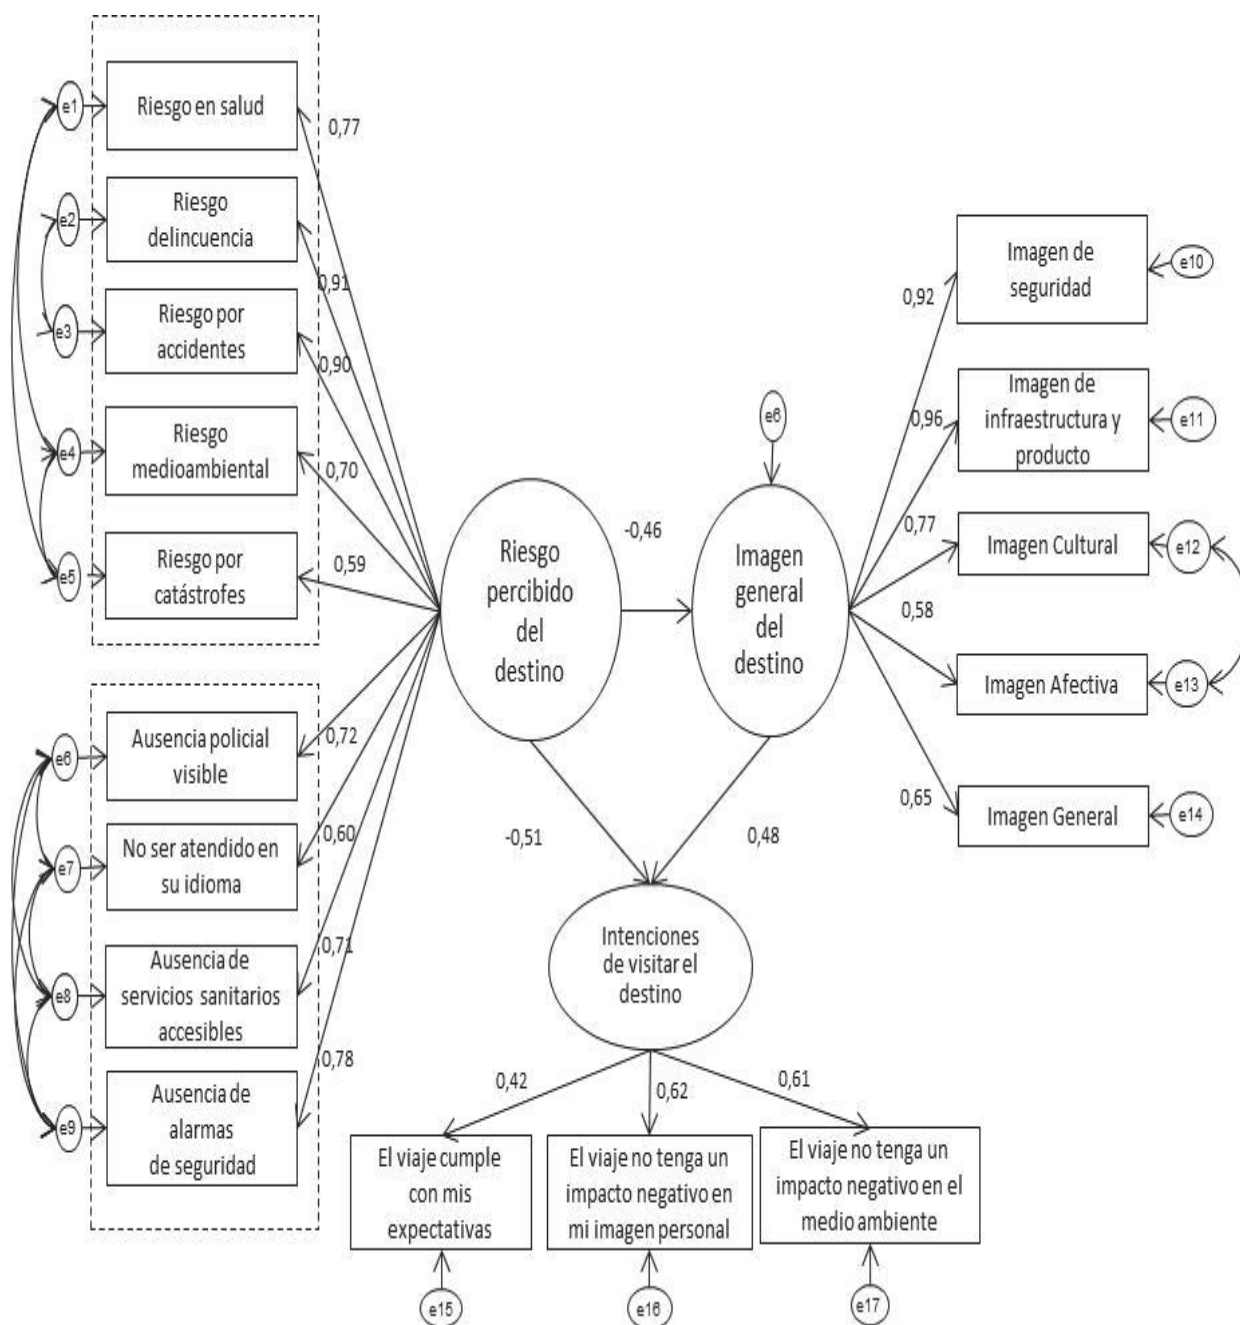 e1
Riesgo en salud
0,77
e2
Riesgo
delincuencia
0,91
e3
Riesgo por
accidentes
0,90
e4
Riesgo
medioambiental
0,70
e5
Riesgo por
catástrofes
0,59
e6
Ausencia policial
visible
0,72
e7
No ser atendido en
su idioma
0,60
e8
Ausencia de
servicios sanitarios
accesibles
0,71
e9
Ausencia de
alarmas
de seguridad
0,78
Riesgo
percibido
del
destino
-0,46
e6
Imagen
general
del
destino
-0,51
0,48
0,92
Imagen de
seguridad
e10
0,96
Imagen de
infraestructura y
producto
e11
0,77
Imagen Cultural
e12
0,58
Imagen Afectiva
e13
0,65
Imagen General
e14
Intenciones
de visitar el
destino
0,42
0,62
0,61
El viaje cumple
con mis
expectativas
El viaje no tenga un
impacto negativo en
mi imagen personal
El viaje no tenga un
impacto negativo en el
medio ambiente
e15
e16
e17